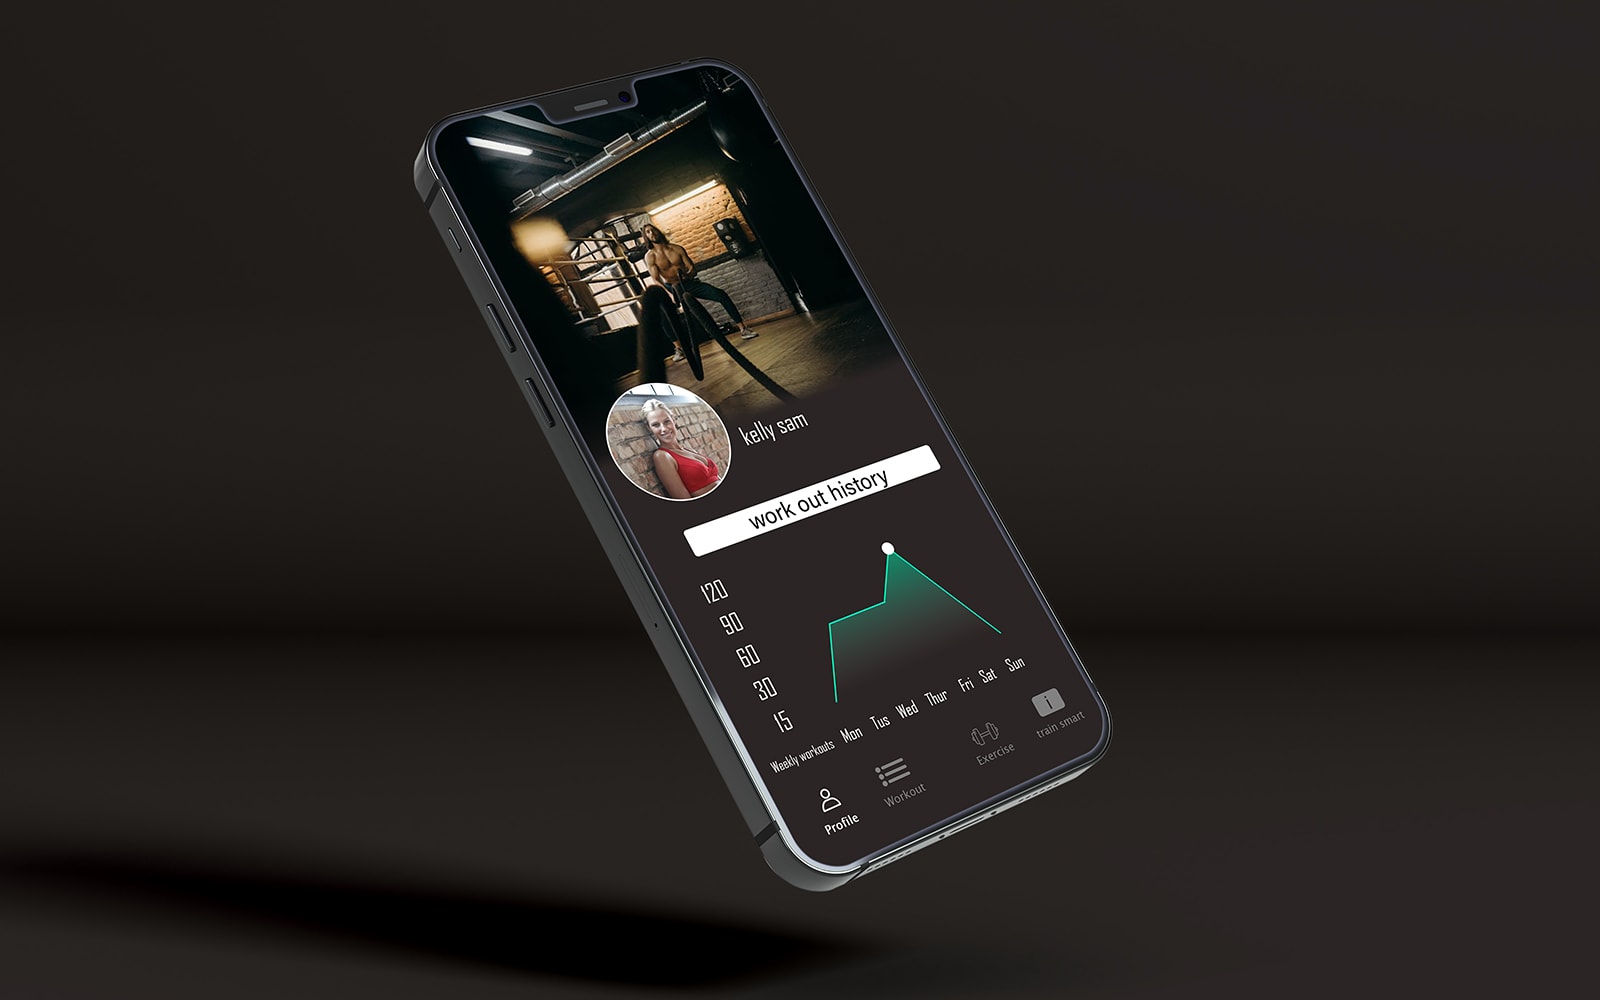 kelly sam
work out history
120
90
60
30
15
Weekly workouts Mon Tus Wed Thur Fri Sat Sun
Profile Workout Exercise train smart